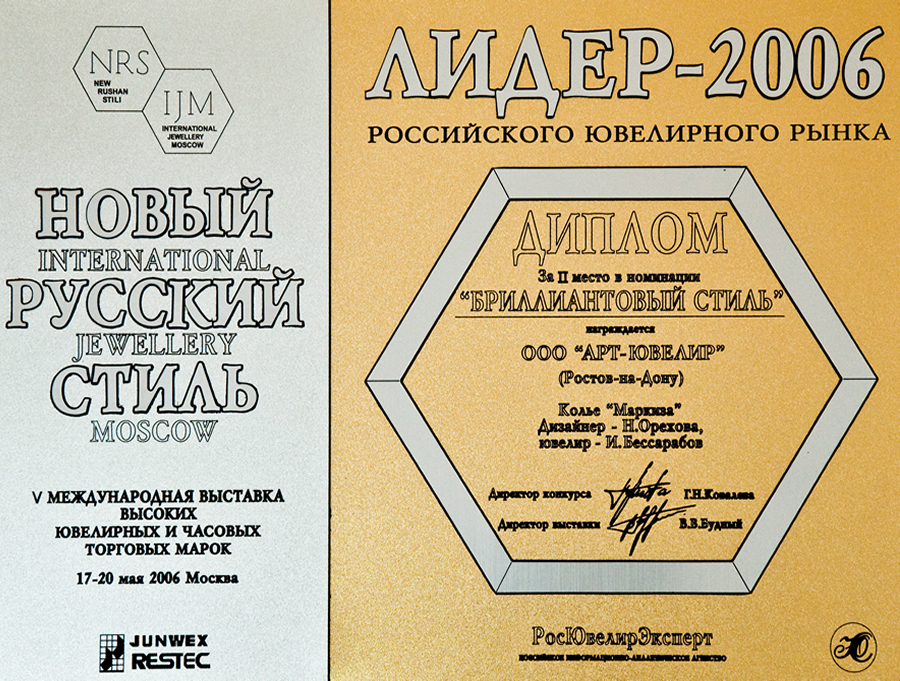 NRS
NEW
RUSHAN
STILI
IJM
INTERNATIONAL
JEWELLERY
MOSCOW
НОВЫЙ
INTERNATIONAL
РУССКИЙ
JEWELLERY
СТИЛЬ
MOSCOW
V МЕЖДУНАРОДНАЯ ВЫСТАВКА
ВЫСОКИХ
ЮВЕЛИРНЫХ И ЧАСОВЫХ
ТОРГОВЫХ МАРОК
17-20 мая 2006 Москва
JUNWEX
RESTEC
ЛИДЕР-2006
РОССИЙСКОГО ЮВЕЛИРНОГО РЫНКА
ДИПЛОМ
За II место в номинации
“БРИЛЛИАНТОВЫЙ СТИЛЬ”
награждается
ООО “АРТ-ЮВЕЛИР”
(Ростов-на-Дону)
Колье “Маркиза”
Дизайнер - Н.Орехова,
ювелир - И.Бессарабов
Директор конкурса Г.Н.Ковалева
Директор выставки В.В.Будный
РосЮвелирЭксперт
АГЕНТСТВО